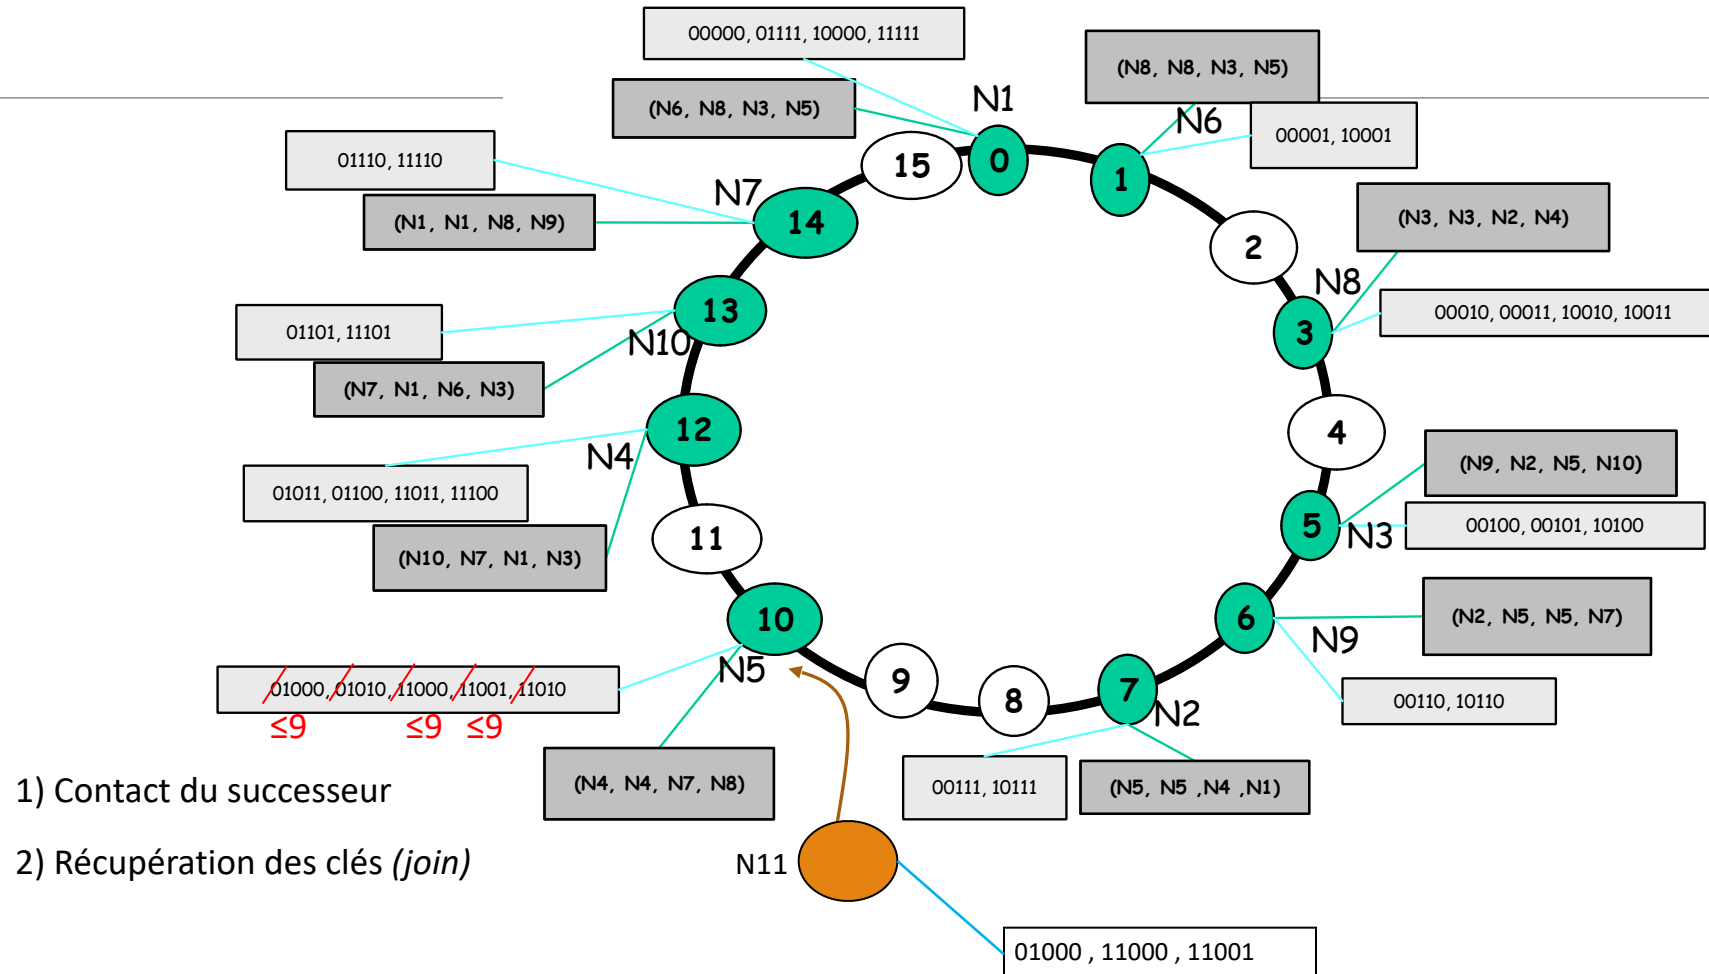 00000, 01111, 10000, 11111
(N8, N8, N3, N5)
(N6, N8, N3, N5)
N1
N6
00001, 10001
01110, 11110
15
0
1
N7
(N1, N1, N8, N9)
14
2
(N3, N3, N2, N4)
N8
00010, 00011, 10010, 10011
01101, 11101
13
3
N10
(N7, N1, N6, N3)
12
4
N4
(N9, N2, N5, N10)
01011, 01100, 11011, 11100
00100, 00101, 10100
5
N3
11
(N10, N7, N1, N3)
10
6
(N2, N5, N5, N7)
N9
N5
01000, 01010, 11000, 11001, 11010
≤9 ≤9 ≤9
9
8
7
00110, 10110
N2
(N4, N4, N7, N8)
00111, 10111
(N5, N5 ,N4 ,N1)
1) Contact du successeur
2) Récupération des clés (join)
N11
01000 , 11000 , 11001